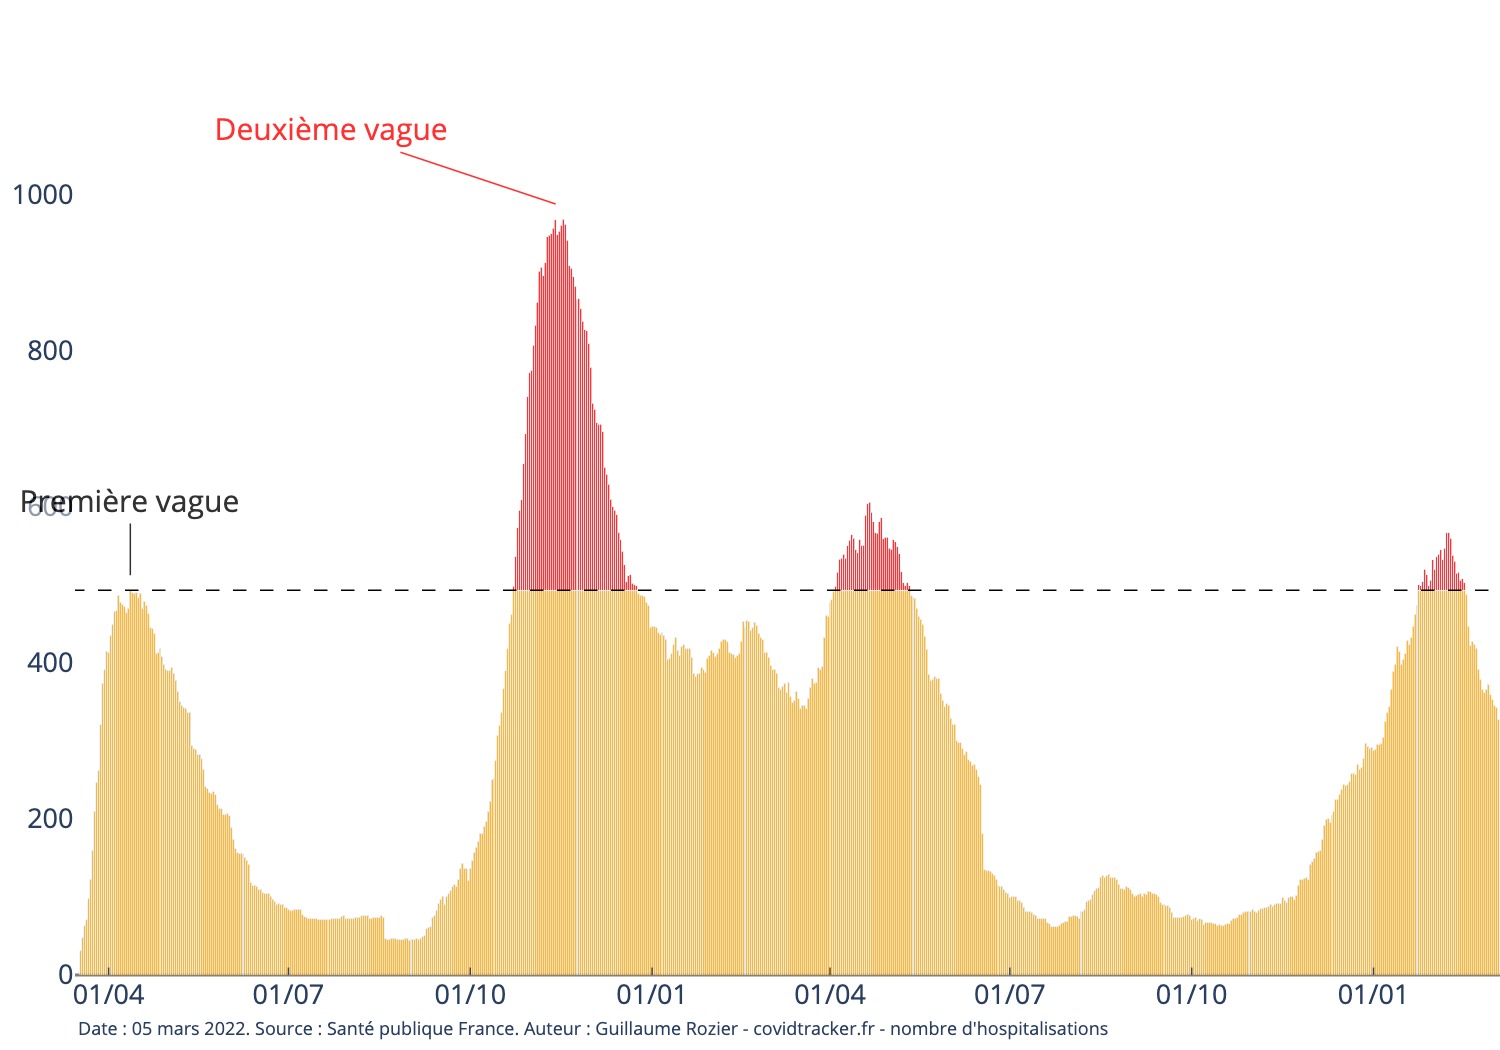 Deuxième vague
1000
800
Première vague
600
400
200
0
01/04 01/07 01/10 01/01 01/04 01/07 01/10 01/01
Date : 05 mars 2022. Source : Santé publique France. Auteur : Guillaume Rozier - covidtracker.fr - nombre d'hospitalisations